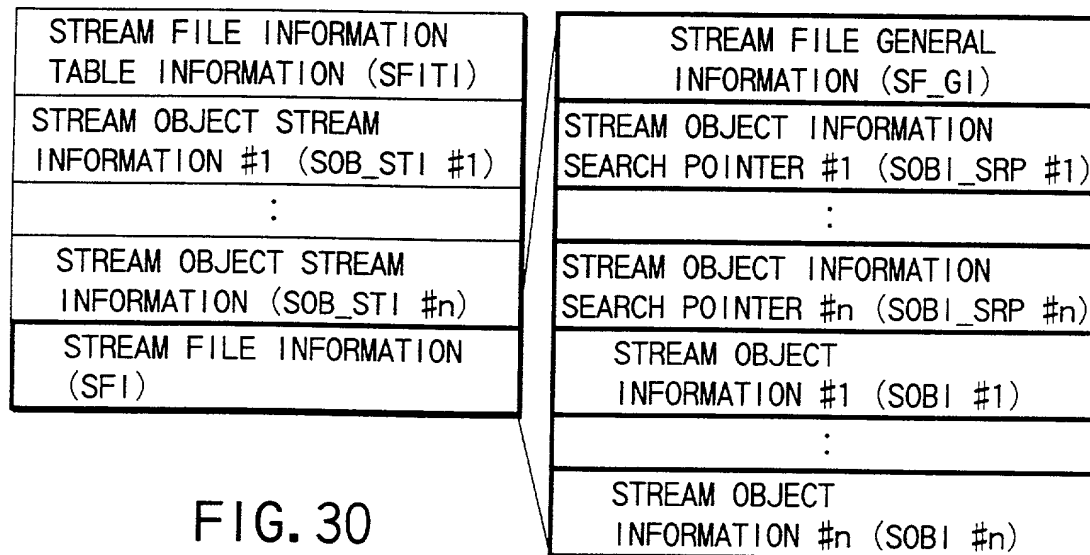 STREAM FILE INFORMATION
TABLE INFORMATION (SFITI)
STREAM OBJECT STREAM
INFORMATION #1 (SOB_STI #1)
:
STREAM OBJECT STREAM
INFORMATION (SOB_STI #n)
STREAM FILE INFORMATION
(SFI)
STREAM FILE GENERAL
INFORMATION (SF_GI)
STREAM OBJECT INFORMATION
SEARCH POINTER #1 (SOBI_SRP #1)
:
STREAM OBJECT INFORMATION
SEARCH POINTER #n (SOBI_SRP #n)
STREAM OBJECT
INFORMATION #1 (SOBI #1)
:
STREAM OBJECT
INFORMATION #n (SOBI #n)
FIG. 30